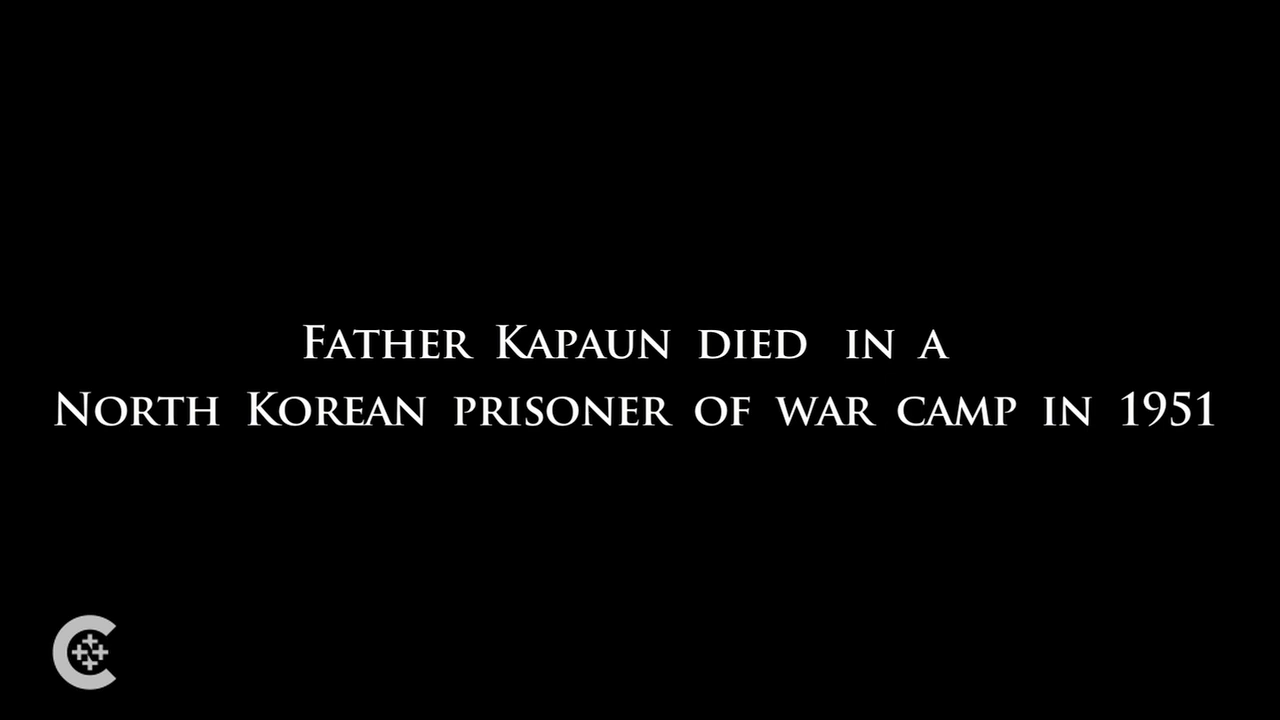 Father Kapaun died in a
North Korean prisoner of war camp in 1951